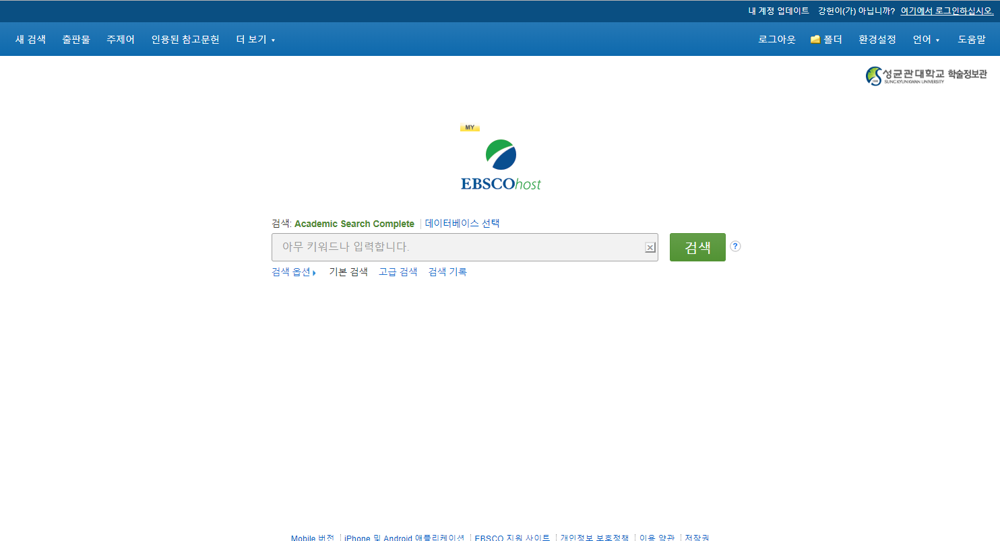 내 계정 업데이트 강현이(가) 아닙니까? 여기에서 로그인하십시오.
새 검색 출판물 주제어 인용된 참고문헌 더 보기 로그아웃 폴더 환경설정 언어 도움말
성균관대학교 학술정보관
SUNGKYUNKWAN UNIVERSITY
MY
EBSCOhost
검색: Academic Search Complete 데이터베이스 선택
아무 키워드나 입력합니다. 검색 ?
검색 옵션 기본 검색 고급 검색 검색 기록
Mobile 버전 iPhone 및 Android 애플리케이션 EBSCO 지원 사이트 개인정보 보호정책 이용 약관 저작권